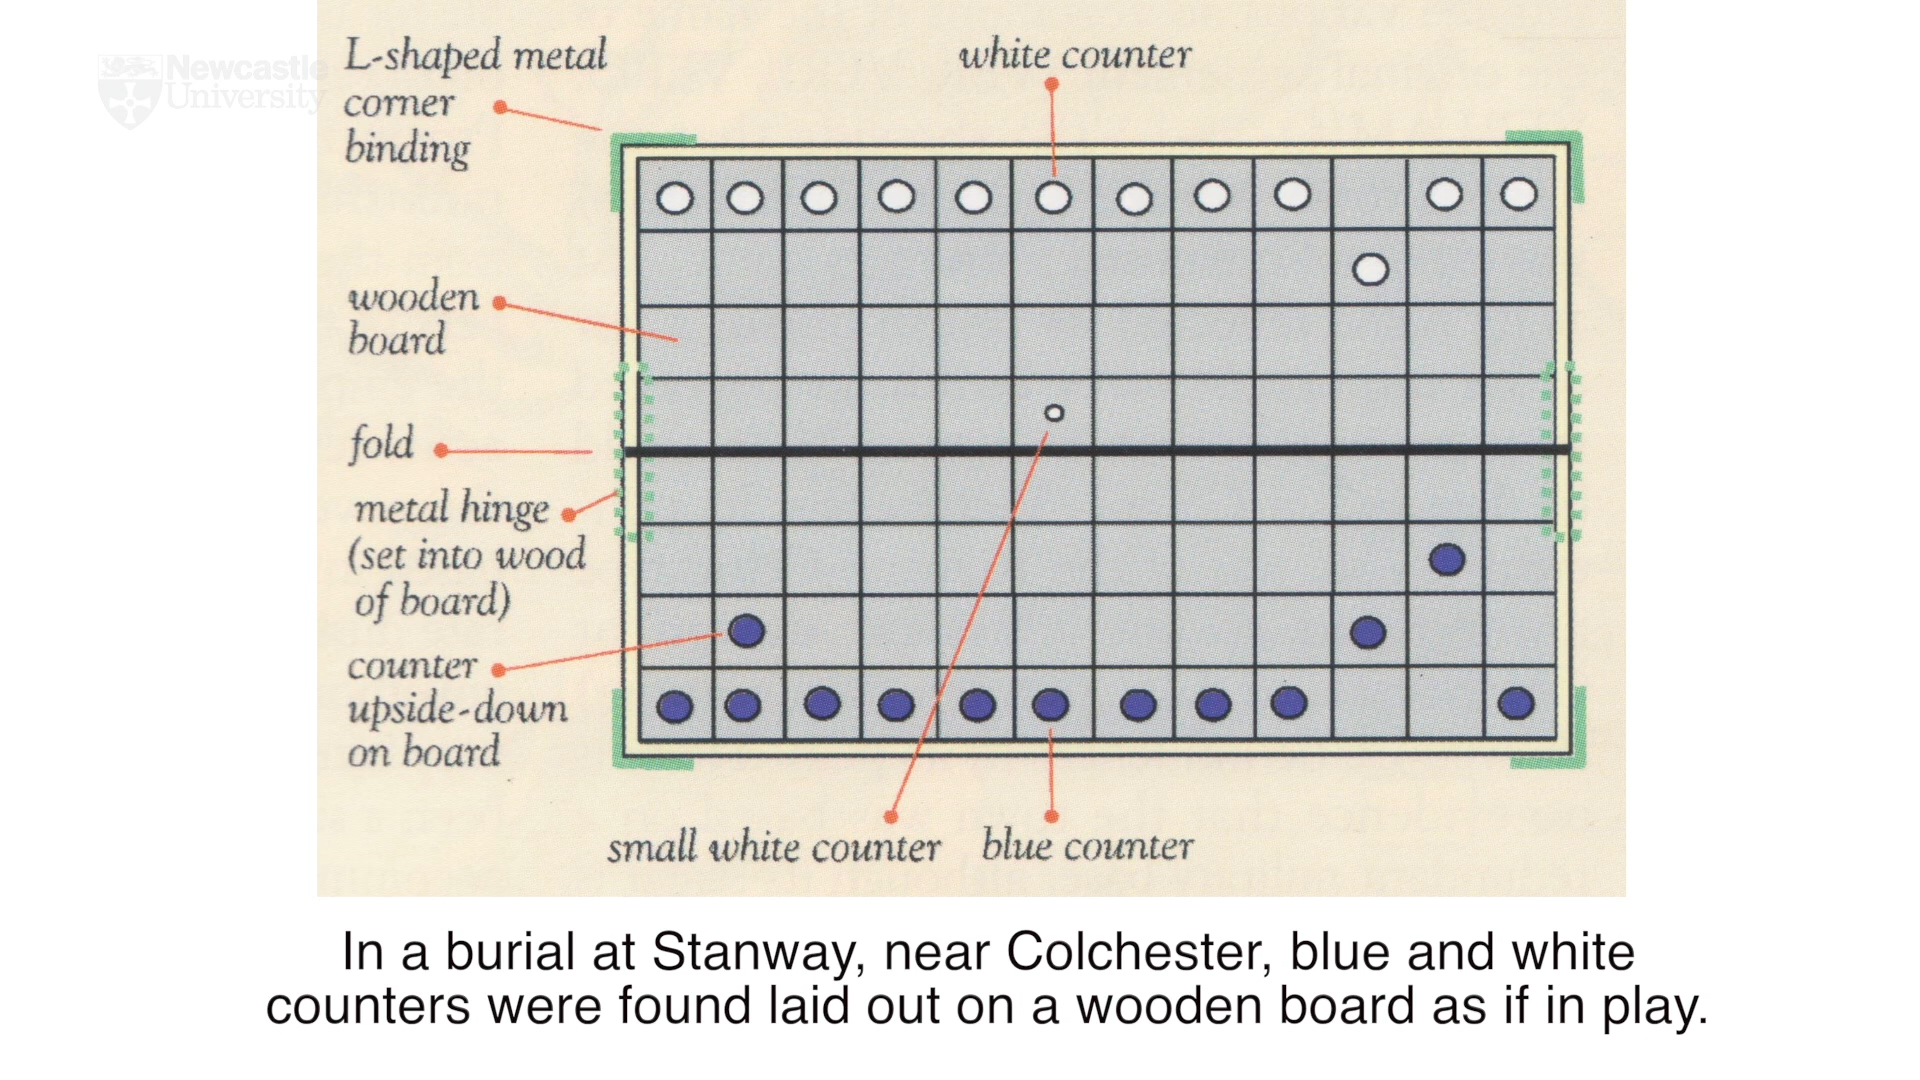 Newcastle
University
L-shaped metal
corner
binding
white counter
wooden
board
fold
metal hinge
(set into wood
of board)
counter
upside-down
on board
small white counter
blue counter
In a burial at Stanway, near Colchester, blue and white
counters were found laid out on a wooden board as if in play.